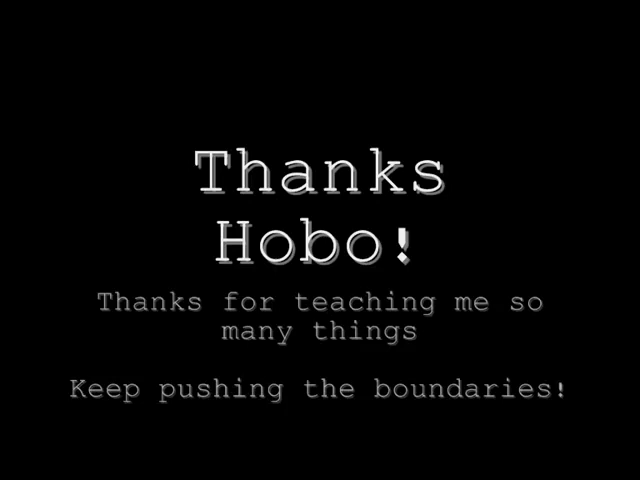 Thanks
Hobo!
Thanks for teaching me so
many things
Keep pushing the boundaries!